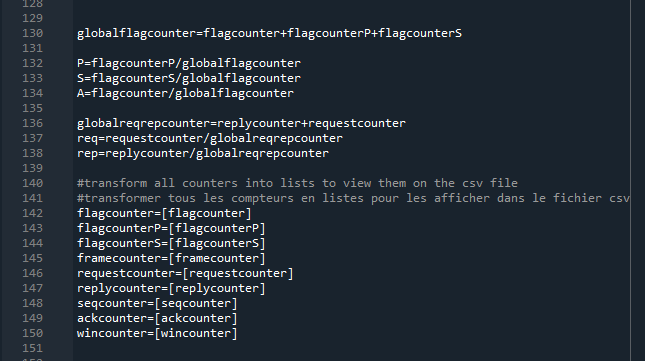 128
129
130 globalflagcounter=flagcounter+flagcounterP+flagcounterS
131
132 P=flagcounterP/globalflagcounter
133 S=flagcounterS/globalflagcounter
134 A=flagcounter/globalflagcounter
135
136 globalreqrepcounter=replycounter+requestcounter
137 req=requestcounter/globalreqrepcounter
138 rep=replycounter/globalreqrepcounter
139
140 #transform all counters into lists to view them on the csv file
141 #transformer tous les compteurs en listes pour les afficher dans le fichier csv
142 flagcounter=[flagcounter]
143 flagcounterP=[flagcounterP]
144 flagcounterS=[flagcounterS]
145 framecounter=[framecounter]
146 requestcounter=[requestcounter]
147 replycounter=[replycounter]
148 seqcounter=[seqcounter]
149 ackcounter=[ackcounter]
150 wincounter=[wincounter]
151